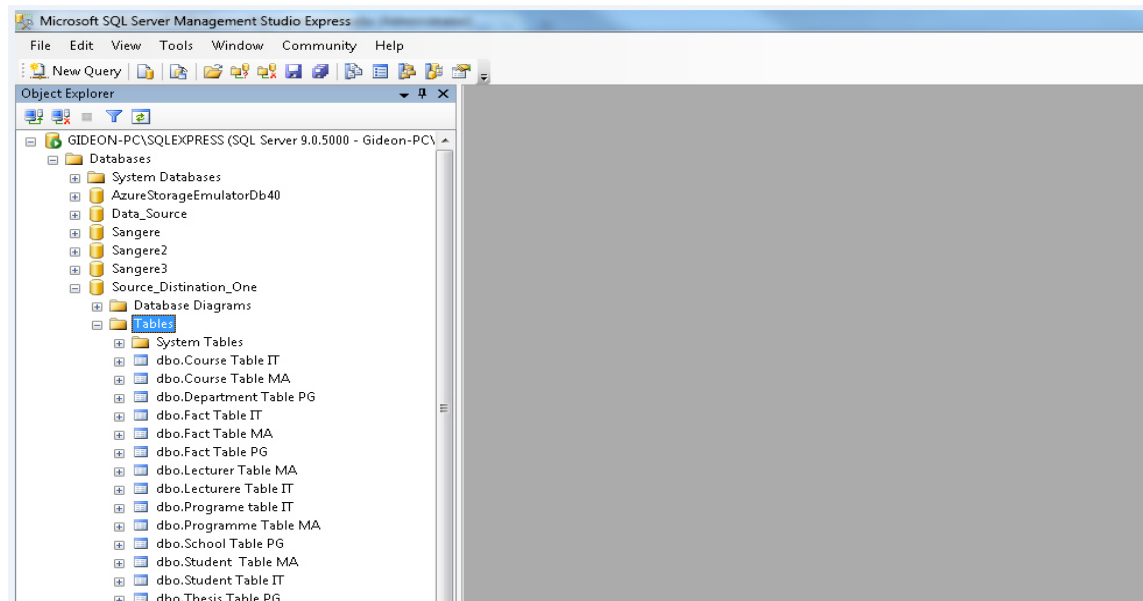 Microsoft SQL Server Management Studio Express
File Edit View Tools Window Community Help
New Query
Object Explorer
GIDEON-PC\SQLEXPRESS (SQL Server 9.0.5000 - Gideon-PC\
Databases
System Databases
AzureStorageEmulatorDb40
Data_Source
Sangere
Sangere2
Sangere3
Source_Distination_One
Database Diagrams
Tables
System Tables
dbo.Course Table IT
dbo.Course Table MA
dbo.Department Table PG
dbo.Fact Table IT
dbo.Fact Table MA
dbo.Fact Table PG
dbo.Lecturer Table MA
dbo.Lecturere Table IT
dbo.Programe table IT
dbo.Programme Table MA
dbo.School Table PG
dbo.Student  Table MA
dbo.Student Table IT
dbo.Thesis Table PG